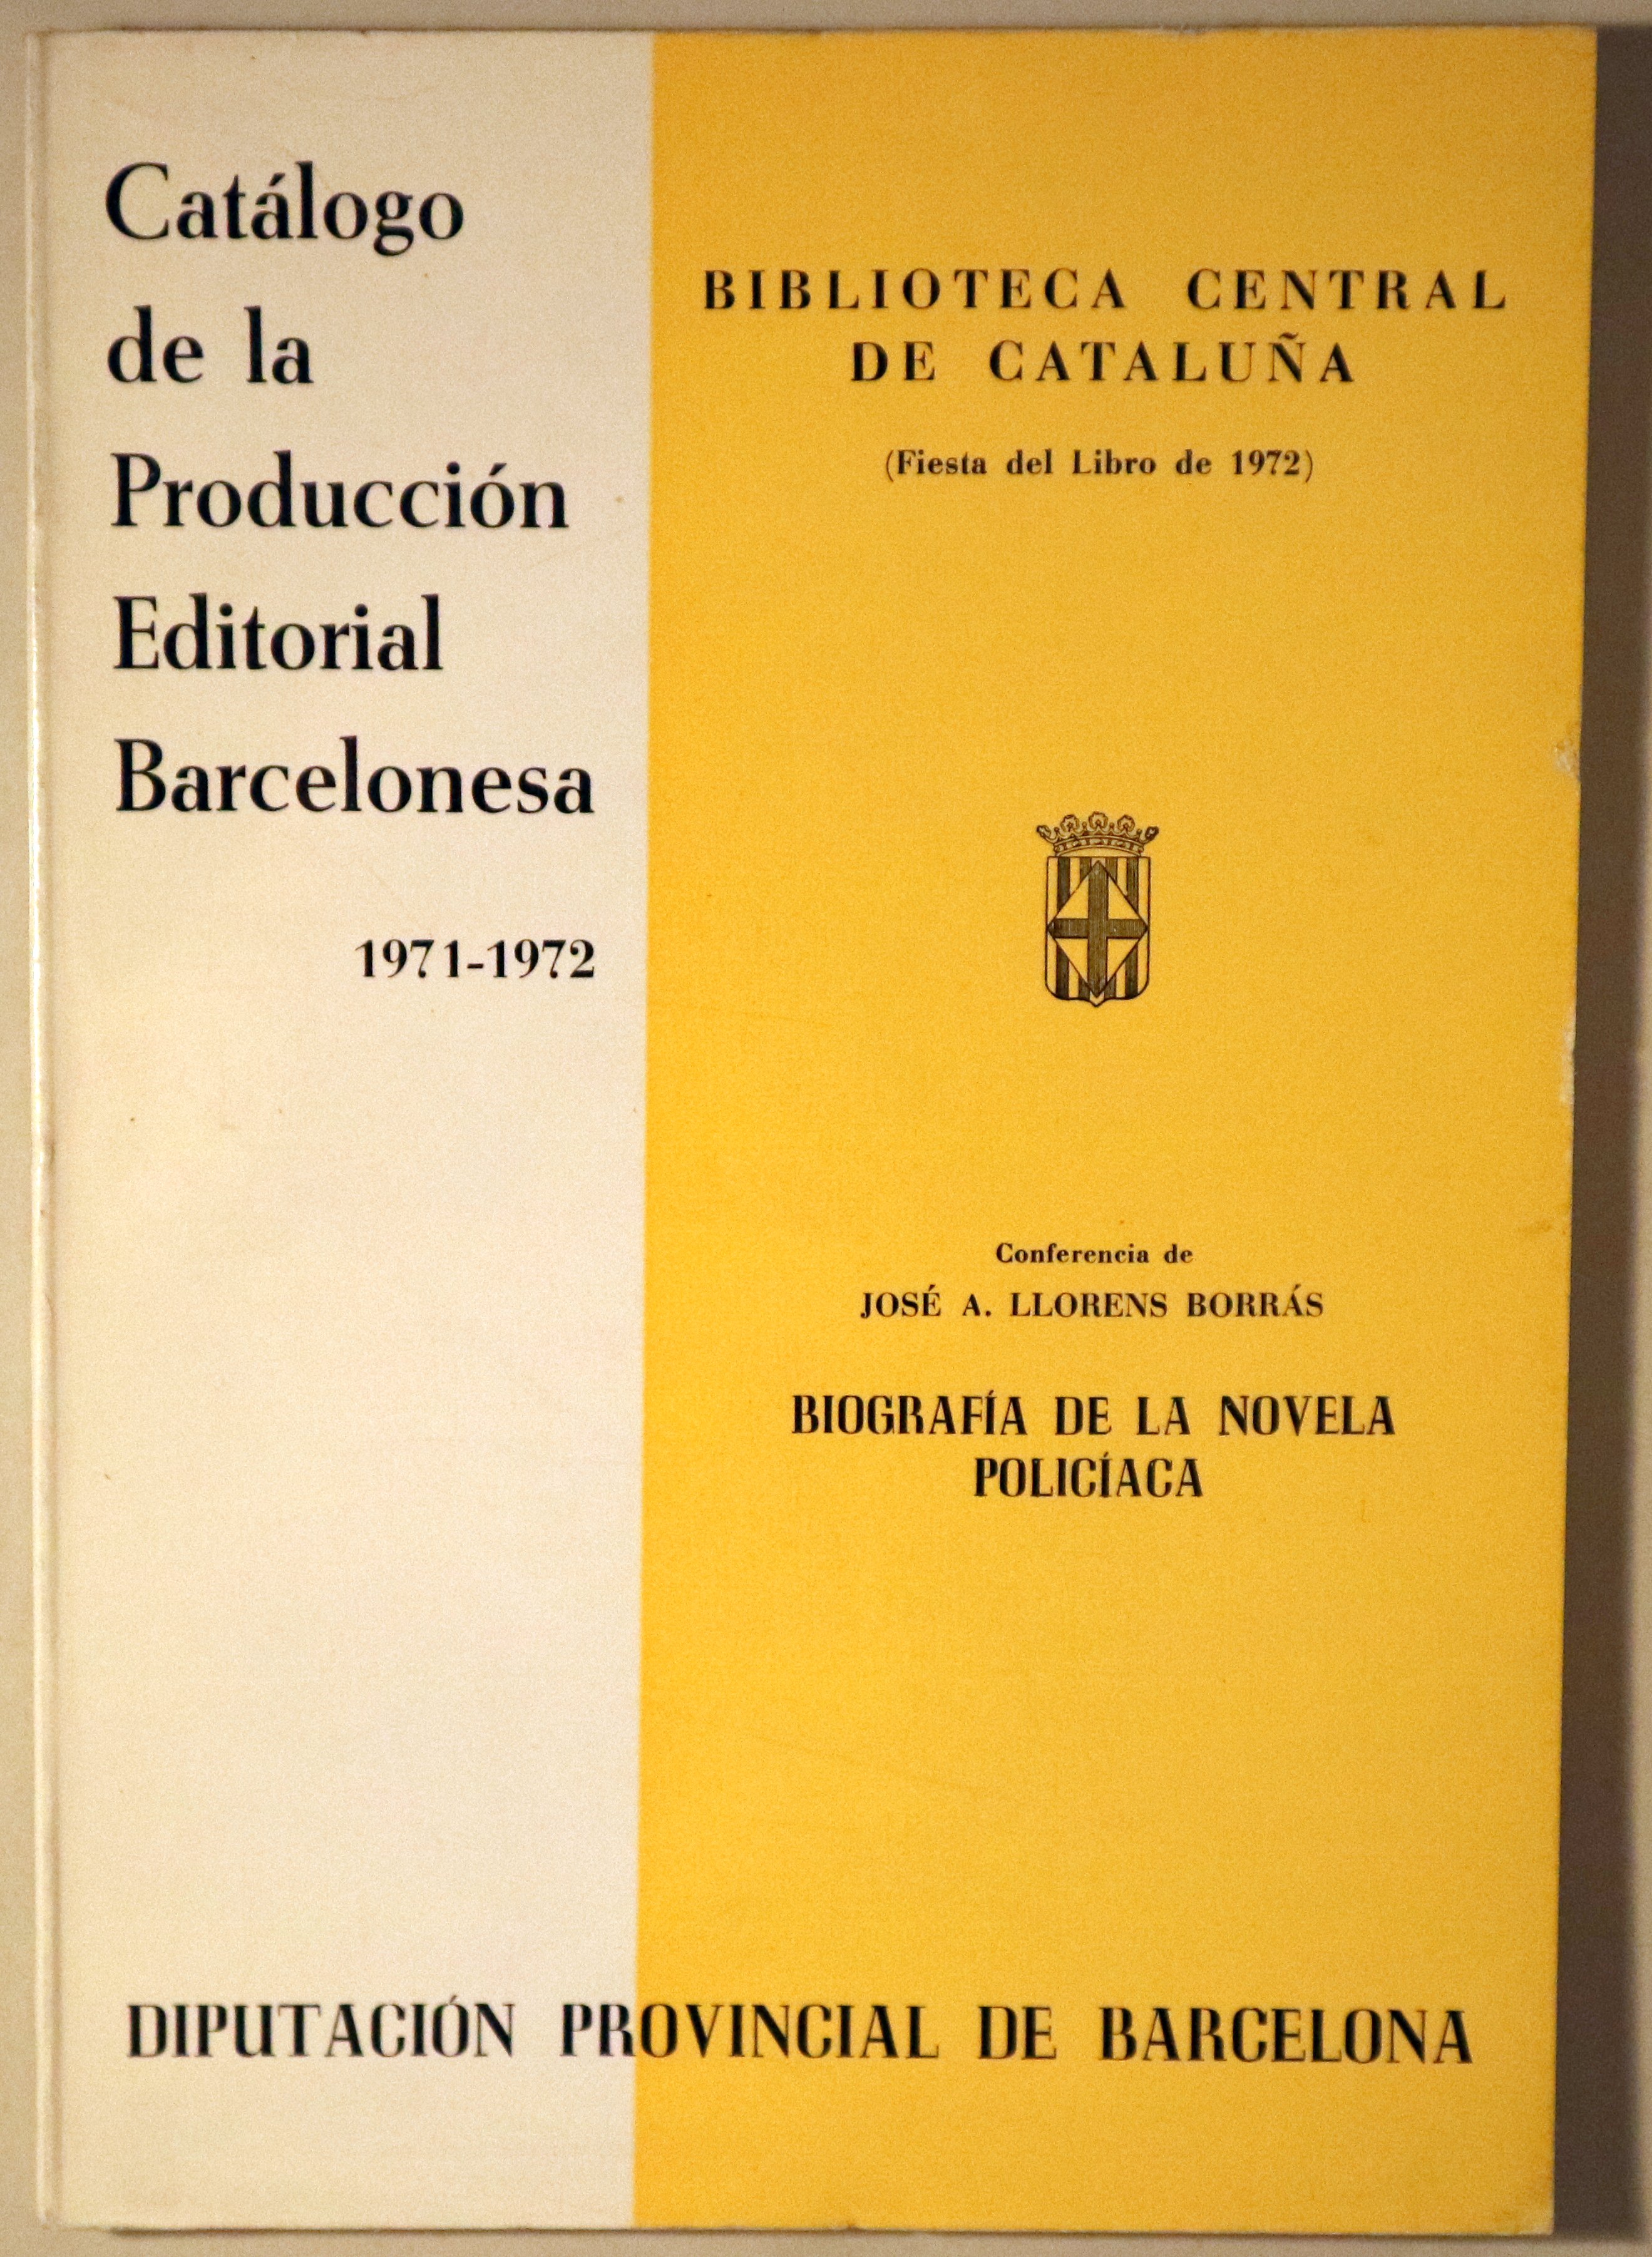 Catálogo
de la
Producción
Editorial
Barcelonesa
1971-1972
BIBLIOTECA CENTRAL
DE CATALUÑA
(Fiesta del Libro de 1972)
Conferencia de
JOSÉ A. LLORENS BORRÁS
BIOGRAFÍA DE LA NOVELA
POLICÍACA
DIPUTACIÓN PROVINCIAL DE BARCELONA